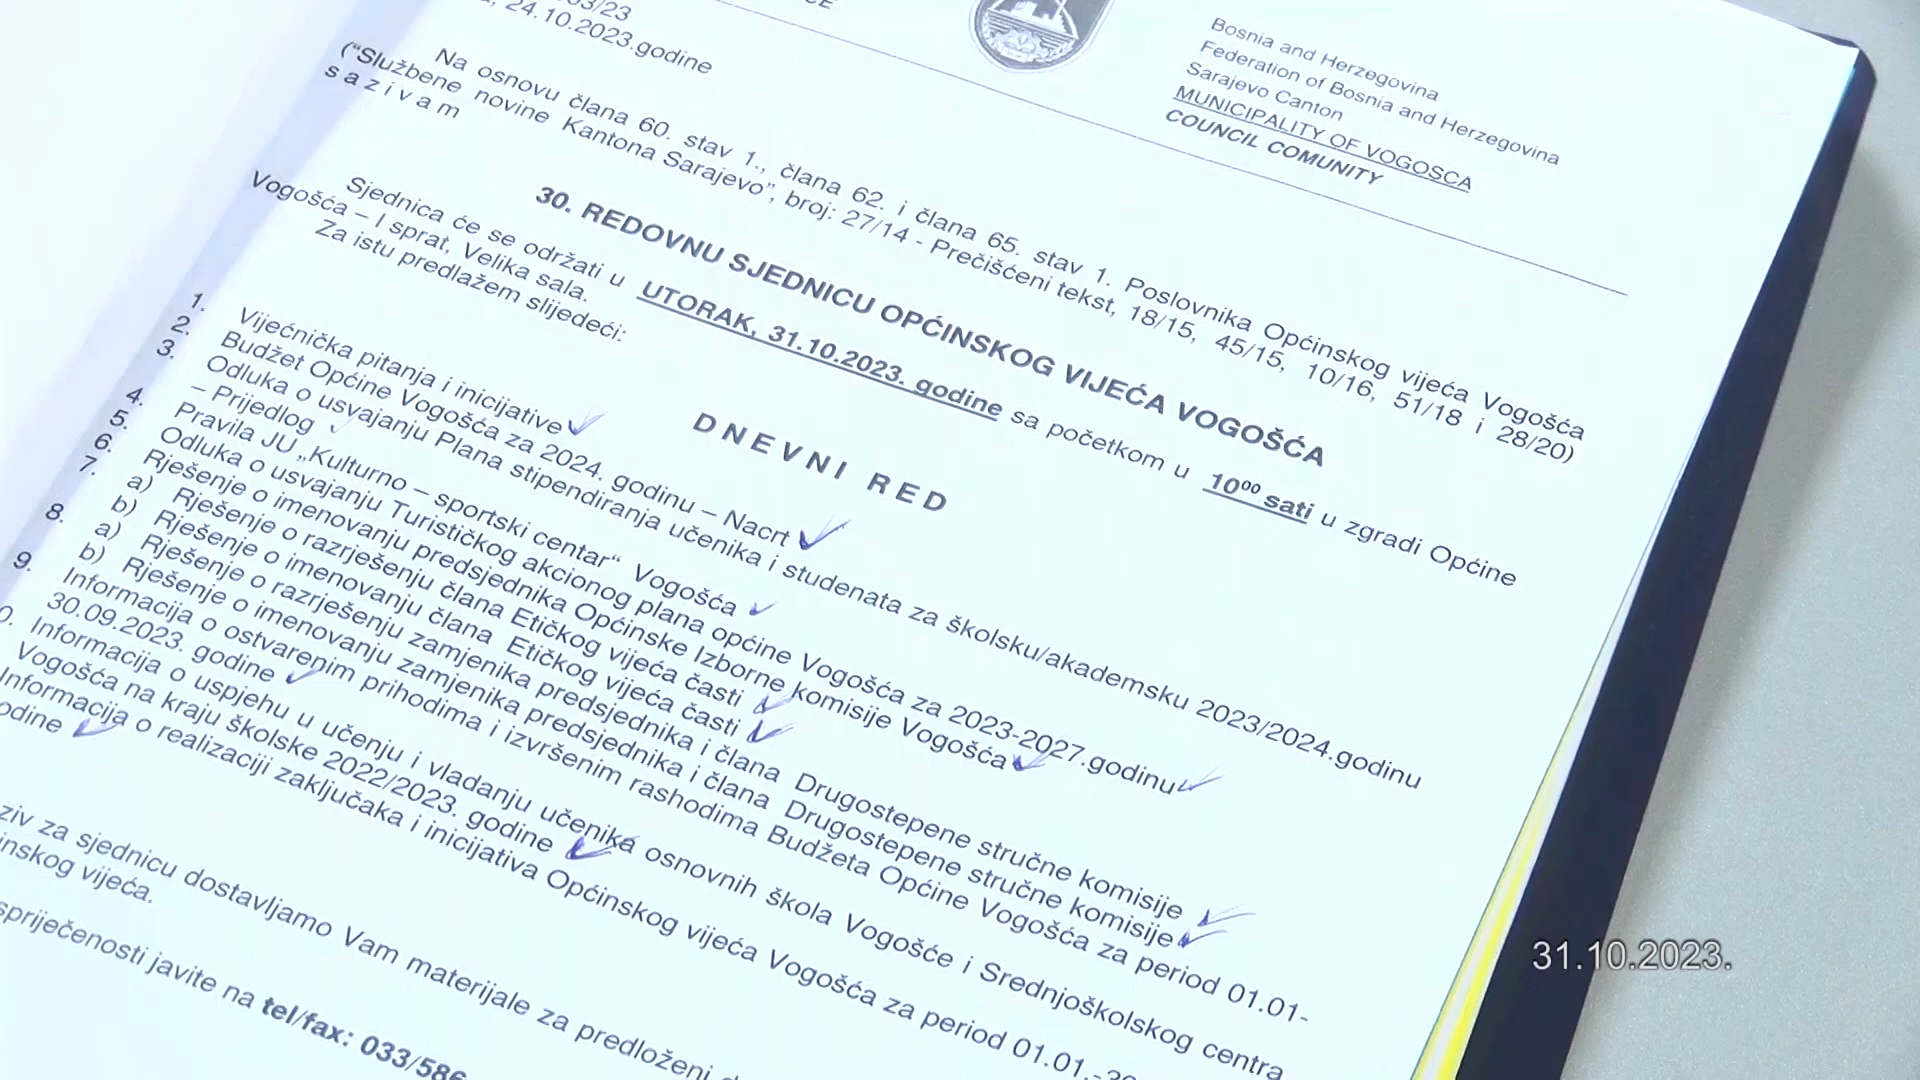 24.10.2023.godine
Bosnia and Herzegovina
Federation of Bosnia and Herzegovina
Sarajevo Canton
MUNICIPALITY OF VOGOSCA
COUNCIL COMUNITY
Na osnovu člana 60. stav 1., člana 62. i člana 65. stav 1. Poslovnika Općinskog vijeća Vogošća
("Službene novine Kantona Sarajevo", broj: 27/14 - Prečišćeni tekst, 18/15, 45/15, 10/16, 51/18 i 28/20)
s a z i v a m
30. REDOVNU SJEDNICU OPĆINSKOG VIJEĆA VOGOŠĆA
Sjednica će se održati u UTORAK, 31.10.2023. godine sa početkom u 10⁰⁰ sati u zgradi Općine
Vogošća – I sprat, Velika sala.
Za istu predlažem slijedeći:
D N E V N I R E D
1. Vijećnička pitanja i inicijative
2. Budžet Općine Vogošća za 2024. godinu – Nacrt
3. Odluka o usvajanju Plana stipendiranja učenika i studenata za školsku/akademsku 2023/2024.godinu
– Prijedlog
4. Pravila JU „Kulturno – sportski centar“ Vogošća
5. Odluka o usvajanju Turističkog akcionog plana općine Vogošća za 2023-2027.godinu
6. Rješenje o imenovanju predsjednika Općinske Izborne komisije Vogošća
7. a) Rješenje o razrješenju člana Etičkog vijeća časti
b) Rješenje o imenovanju člana Etičkog vijeća časti
8. a) Rješenje o razrješenju zamjenika predsjednika i člana Drugostepene stručne komisije
b) Rješenje o imenovanju zamjenika predsjednika i člana Drugostepene stručne komisije
9. Informacija o ostvarenim prihodima i izvršenim rashodima Budžeta Općine Vogošća za period 01.01-
30.09.2023. godine
0. Informacija o uspjehu u učenju i vladanju učenika osnovnih škola Vogošće i Srednjoškolskog centra
Vogošća na kraju školske 2022/2023. godine
Informacija o realizaciji zaključaka i inicijativa Općinskog vijeća Vogošća za period 01.01.-30
odine
ziv za sjednicu dostavljamo Vam materijale za predloženi d
inskog vijeća.
spriječenosti javite na tel/fax: 033/586
31.10.2023.